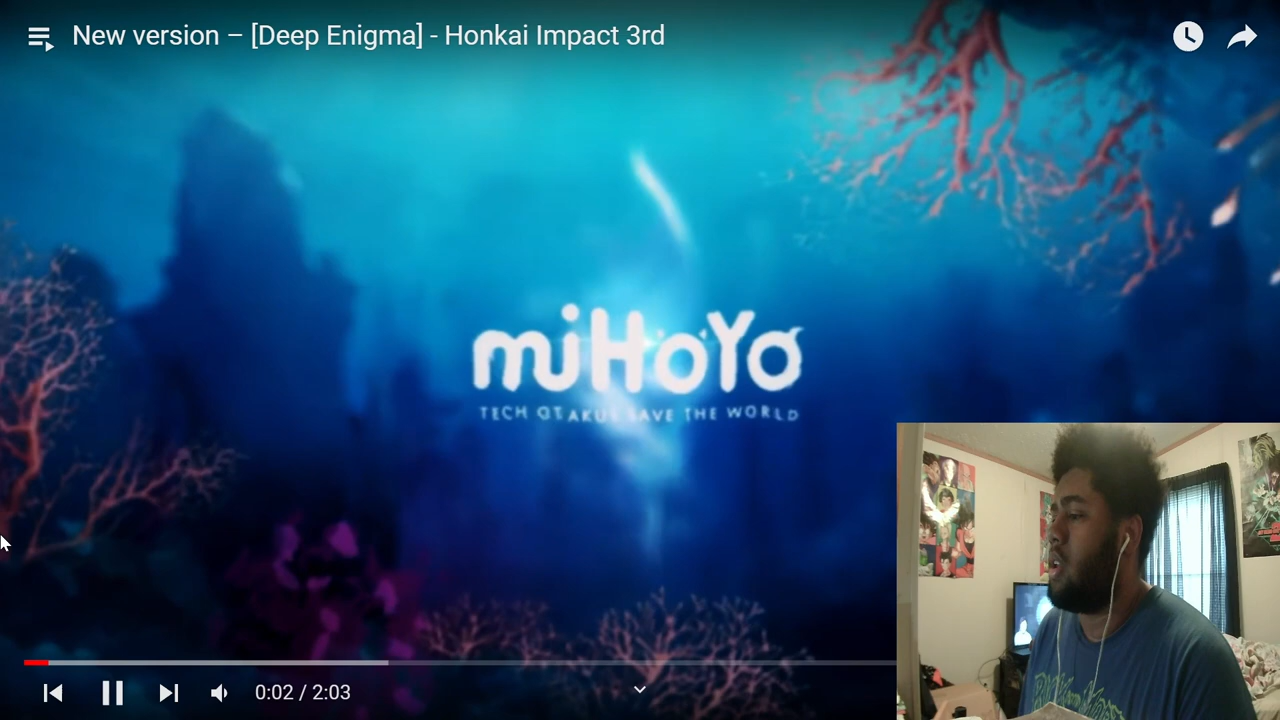 New version – [Deep Enigma] - Honkai Impact 3rd
miHoYo
TECH OTAKUS SAVE THE WORLD
0:02 / 2:03